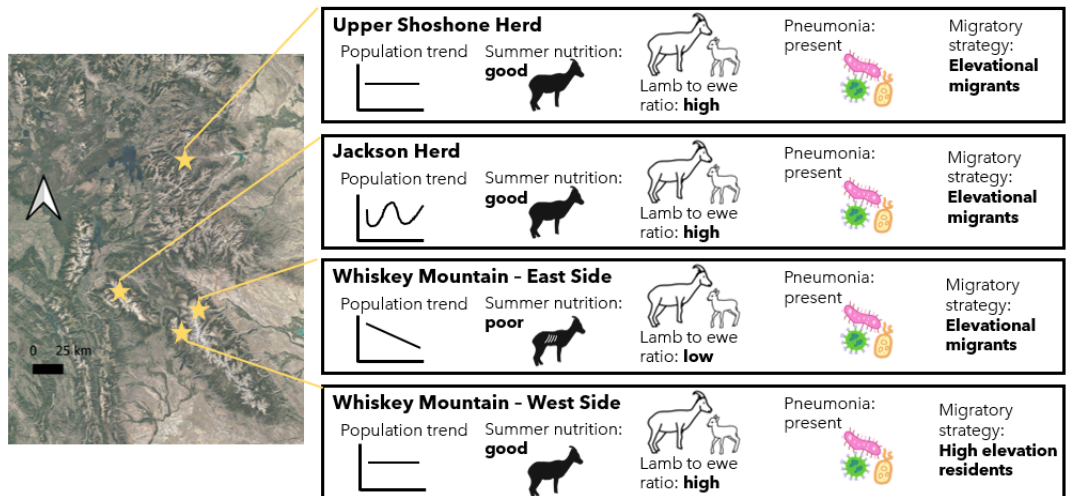 Upper Shoshone Herd
Population trend
Summer nutrition:
good
Lamb to ewe
ratio: high
Pneumonia:
present
Migratory
strategy:
Elevational
migrants
Jackson Herd
Population trend
Summer nutrition:
good
Lamb to ewe
ratio: high
Pneumonia:
present
Migratory
strategy:
Elevational
migrants
Whiskey Mountain – East Side
Population trend
Summer nutrition:
poor
Lamb to ewe
ratio: low
Pneumonia:
present
Migratory
strategy:
Elevational
migrants
Whiskey Mountain – West Side
Population trend
Summer nutrition:
good
Lamb to ewe
ratio: high
Pneumonia:
present
Migratory
strategy:
High elevation
residents
0 25 km